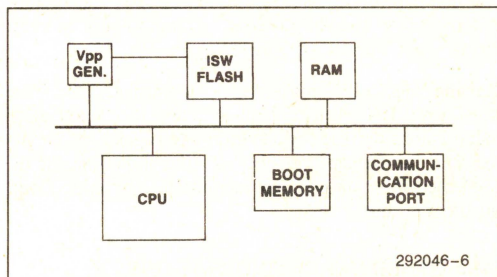 Vpp
GEN.
ISW
FLASH
RAM
CPU
BOOT
MEMORY
COMMUN-
ICATION
PORT
292046-6